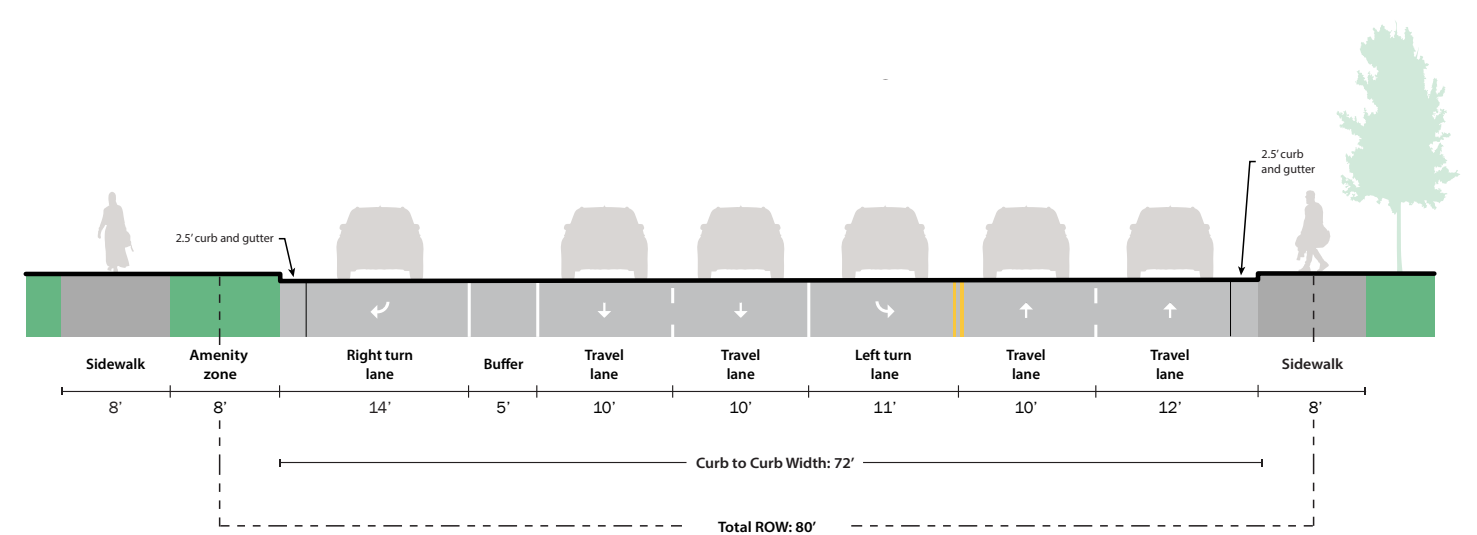 2.5’ curb
and gutter
2.5’ curb and gutter
Sidewalk
Amenity
zone
Right turn
lane
Buffer
Travel
lane
Travel
lane
Left turn
lane
Travel
lane
Travel
lane
Sidewalk
8’ 8’ 14’ 5’ 10’ 10’ 11’ 10’ 12’ 8’
Curb to Curb Width: 72’
Total ROW: 80’